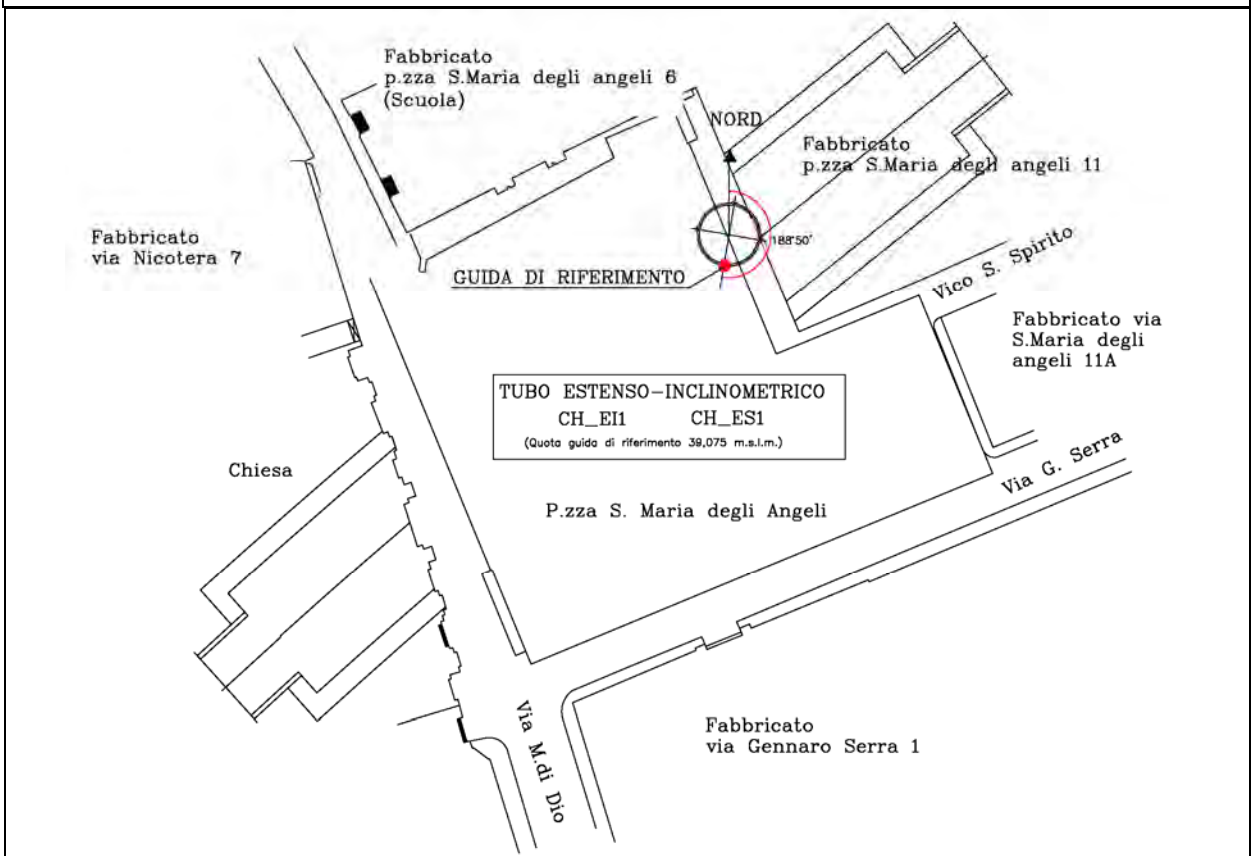 Fabbricato
p.zza S.Maria degli angeli 6
(Scuola)
NORD
Fabbricato
p.zza S.Maria degli angeli 11
188°50'
Fabbricato
via Nicotera 7
GUIDA DI RIFERIMENTO
Vico S. Spirito
Fabbricato via
S.Maria degli
angeli 11A
TUBO ESTENSO-INCLINOMETRICO
CH_EI1 CH_ES1
(Quota guida di riferimento 39,075 m.s.l.m.)
Chiesa
Via G. Serra
P.zza S. Maria degli Angeli
Via M.di Dio
Fabbricato
via Gennaro Serra 1